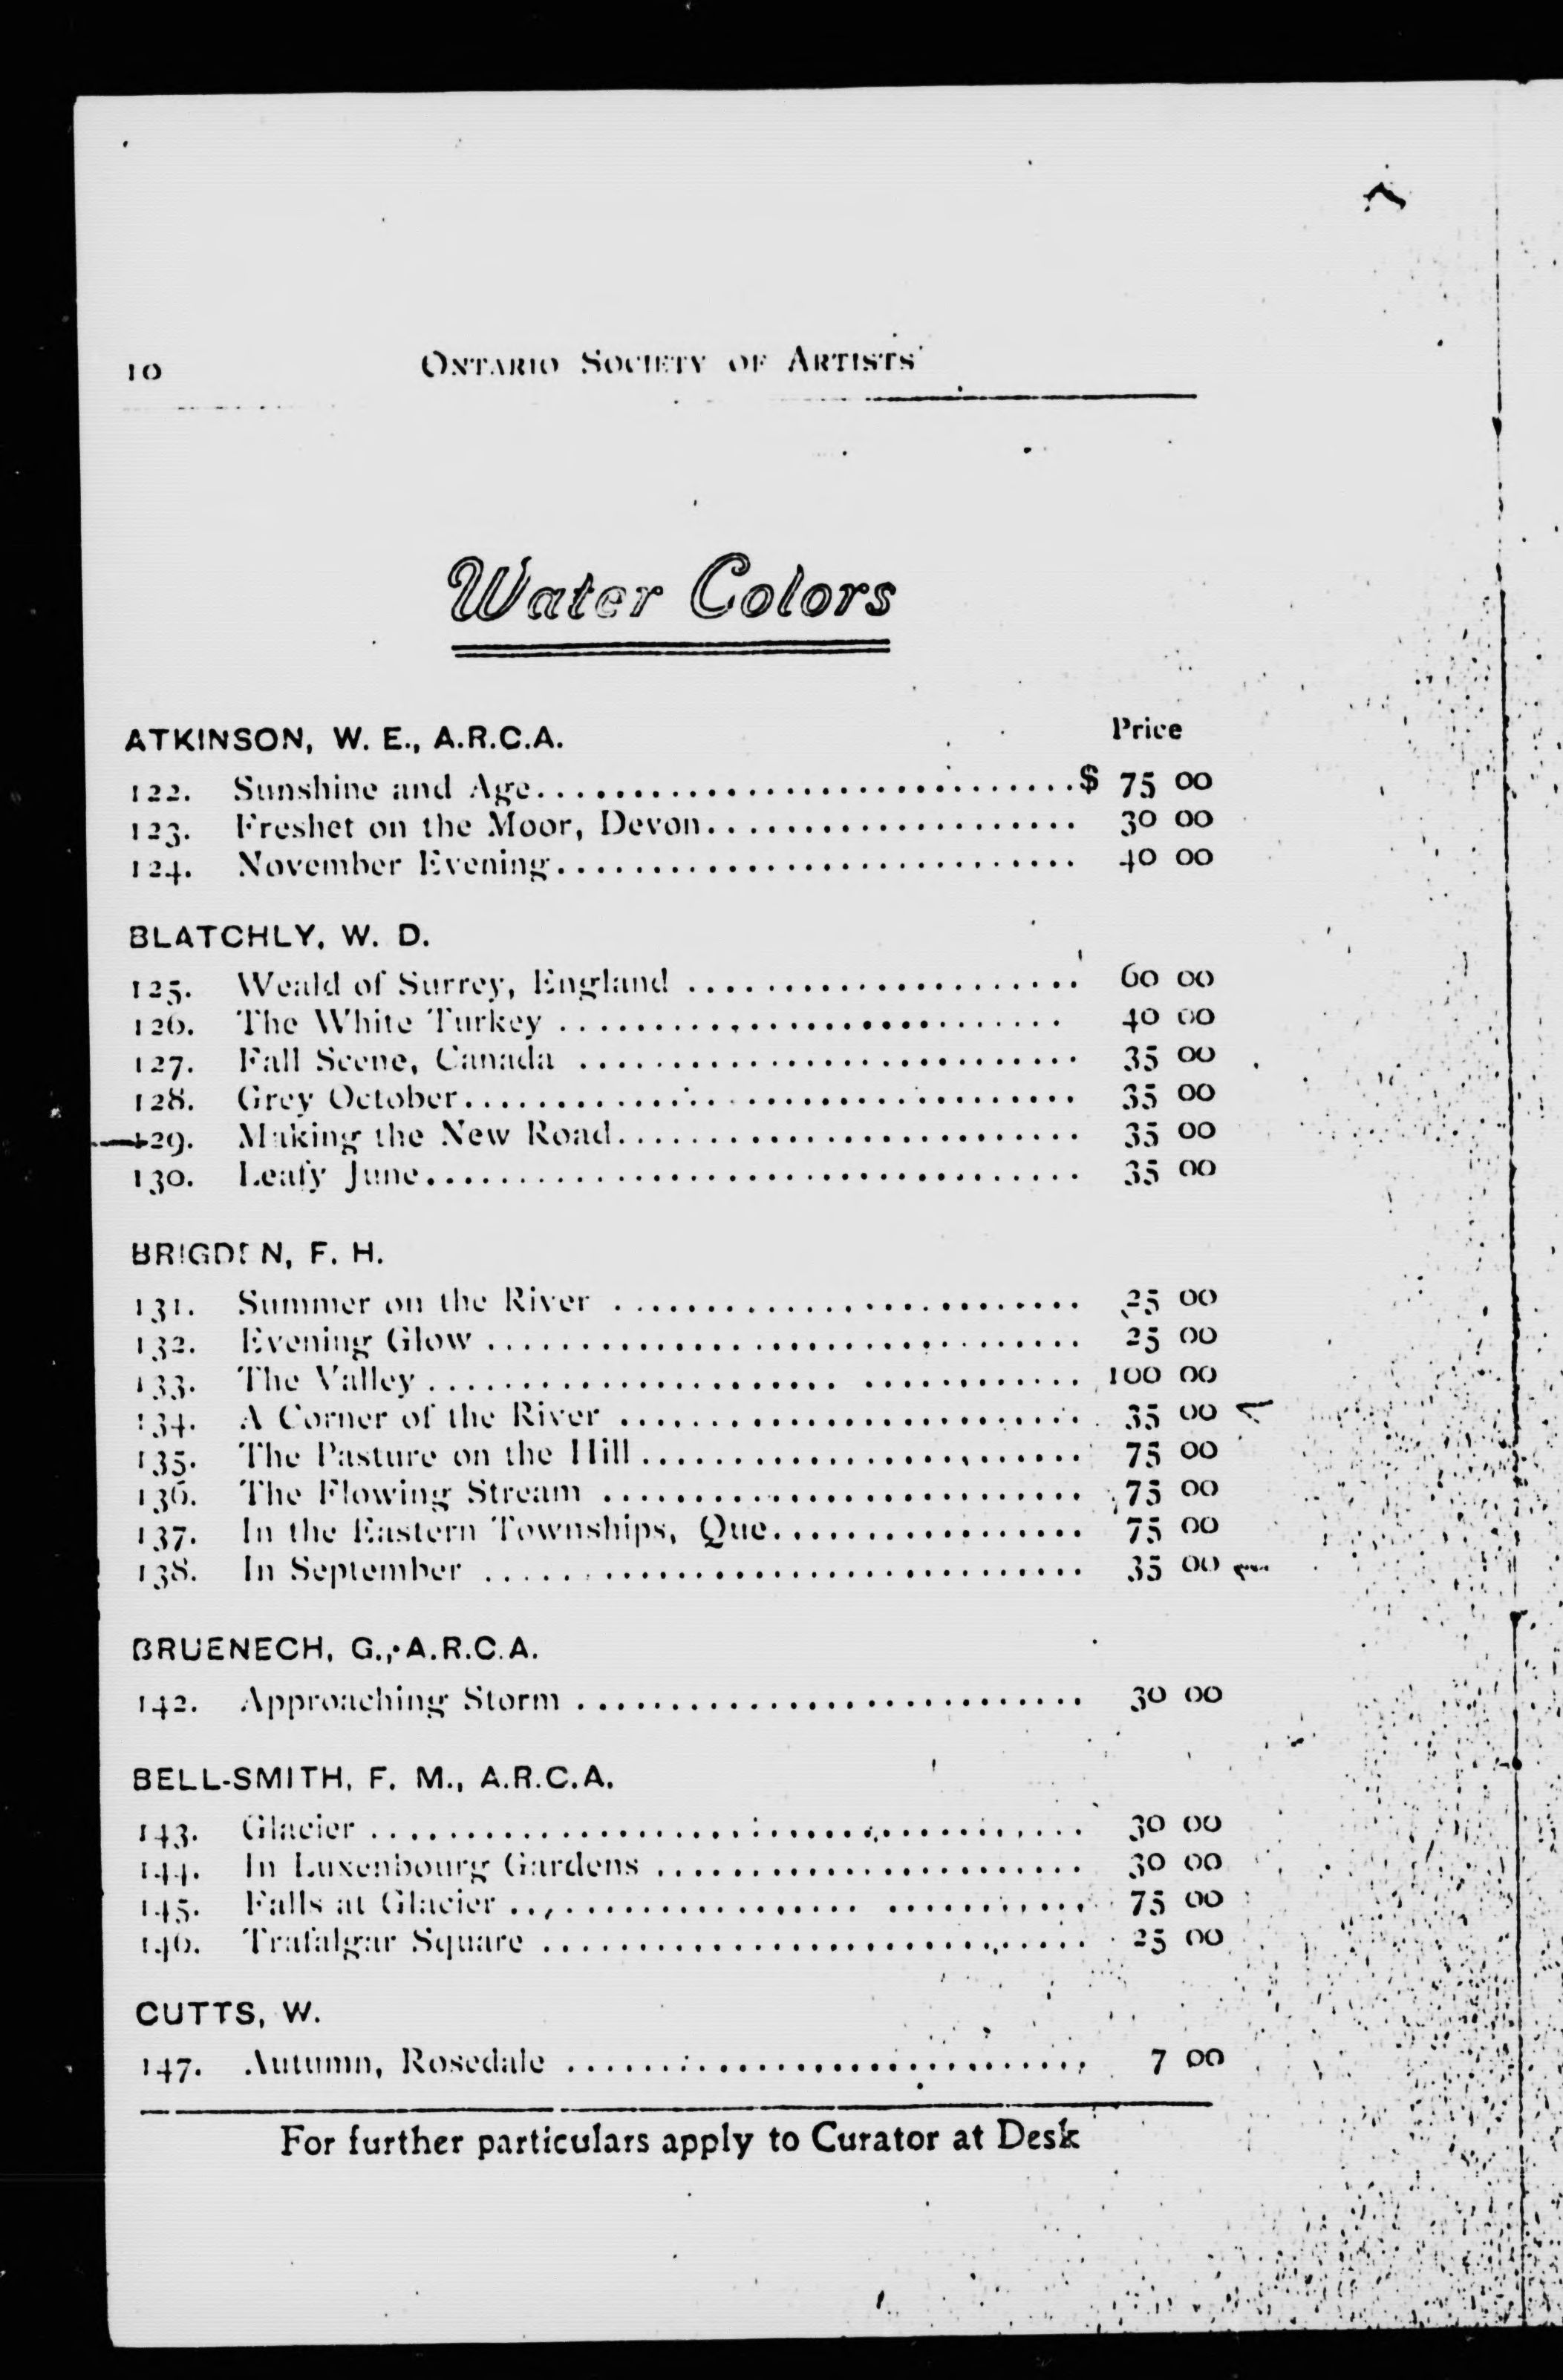 10 ONTARIO SOCIETY OF ARTISTS
Water Colors
ATKINSON, W. E., A.R.C.A. Price
122. Sunshine and Age..............................$ 75 00
123. Freshet on the Moor, Devon.................... 30 00
124. November Evening............................ 40 00
BLATCHLY, W. D.
125. Weald of Surrey, England ..................... 60 00
126. The White Turkey .......................... 40 00
127. Fall Scene, Canada ........................... 35 00
128. Grey October................................. 35 00
129. Making the New Road......................... 35 00
130. Leafy June................................... 35 00
BRIGDEN, F. H.
131. Summer on the River ......................... 25 00
132. Evening Glow ................................ 25 00
133. The Valley .................................. 100 00
134. A Corner of the River ......................... 35 00
135. The Pasture on the Hill........................ 75 00
136. The Flowing Stream .......................... 75 00
137. In the Eastern Townships, Que................. 75 00
138. In September ................................ 35 00
BRUENECH, G., A.R.C.A.
142. Approaching Storm ........................... 30 00
BELL-SMITH, F. M., A.R.C.A.
143. Glacier ...................................... 30 00
144. In Luxenbourg Gardens ....................... 30 00
145. Falls at Glacier ............................... 75 00
146. Trafalgar Square ............................. 25 00
CUTTS, W.
147. Autumn, Rosedale ............................ 7 00
For further particulars apply to Curator at Desk